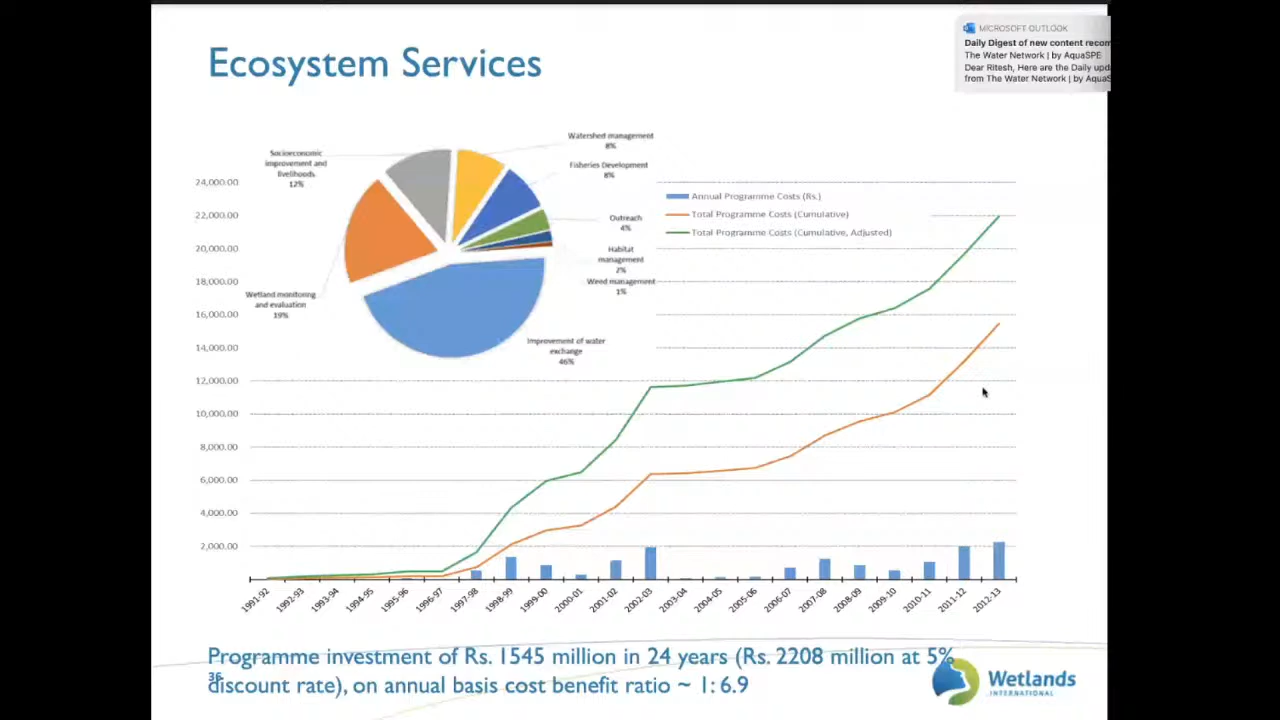 Ecosystem Services
MICROSOFT OUTLOOK
Daily Digest of new content recom
The Water Network | by AquaSPE
Dear Ritesh, Here are the Daily upd
from The Water Network | by AquaS
Watershed management
8%
Socioeconomic
improvement and
livelihoods
12%
Fisheries Development
8%
Outreach
4%
Habitat
management
2%
Weed management
1%
Wetland monitoring
and evaluation
19%
Improvement of water
exchange
46%
Annual Programme Costs (Rs.)
Total Programme Costs (Cumulative)
Total Programme Costs (Cumulative, Adjusted)
24,000.00
22,000.00
20,000.00
18,000.00
16,000.00
14,000.00
12,000.00
10,000.00
8,000.00
6,000.00
4,000.00
2,000.00
1991-92
1992-93
1993-94
1994-95
1995-96
1996-97
1997-98
1998-99
1999-00
2000-01
2001-02
2002-03
2003-04
2004-05
2005-06
2006-07
2007-08
2008-09
2009-10
2010-11
2011-12
2012-13
Programme investment of Rs. 1545 million in 24 years (Rs. 2208 million at 5%
discount rate), on annual basis cost benefit ratio ~ 1: 6.9
36
Wetlands
INTERNATIONAL